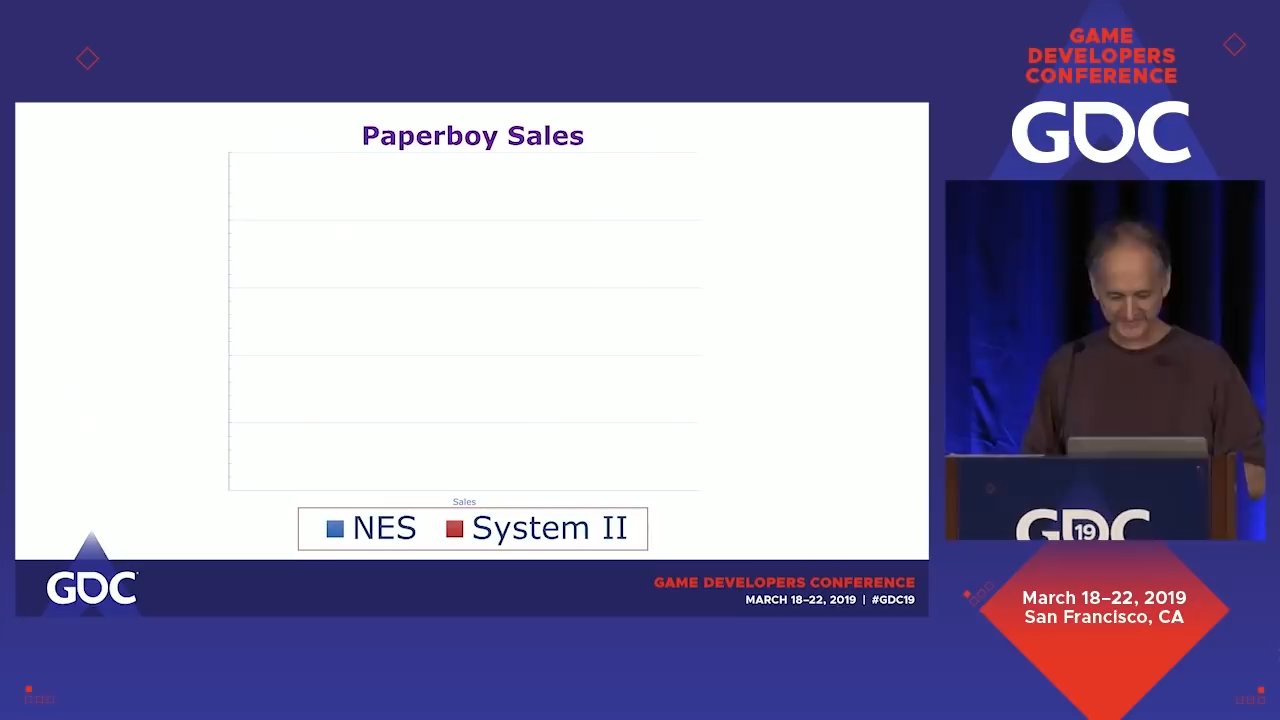 GAME
DEVELOPERS
CONFERENCE
GDC
Paperboy Sales
Sales
NES
System II
GDC
GAME DEVELOPERS CONFERENCE
MARCH 18–22, 2019 | #GDC19
GDC
19
March 18–22, 2019
San Francisco, CA